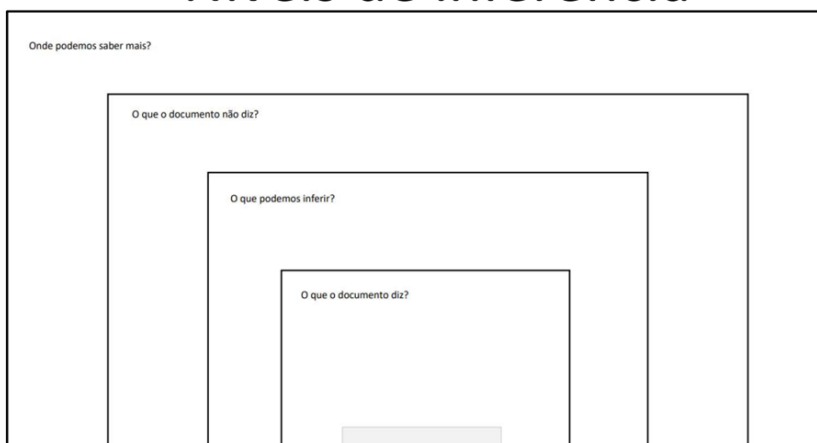 Onde podemos saber mais?
O que o documento não diz?
O que podemos inferir?
O que o documento diz?